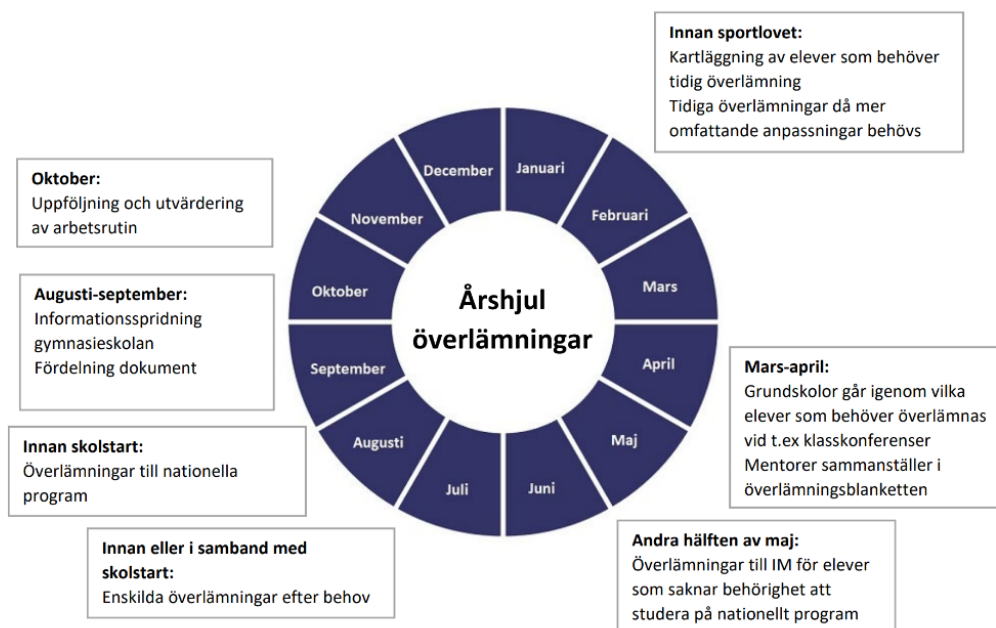 Årshjul
överlämningar
Januari
Februari
Mars
April
Maj
Juni
Juli
Augusti
September
Oktober
November
December
Innan sportlovet:
Kartläggning av elever som behöver
tidig överlämning
Tidiga överlämningar då mer
omfattande anpassningar behövs
Mars-april:
Grundskolor går igenom vilka
elever som behöver överlämnas
vid t.ex klasskonferenser
Mentorer sammanställer i
överlämningsblanketten
Andra hälften av maj:
Överlämningar till IM för elever
som saknar behörighet att
studera på nationellt program
Innan eller i samband med
skolstart:
Enskilda överlämningar efter behov
Innan skolstart:
Överlämningar till nationella
program
Augusti-september:
Informationsspridning
gymnasieskolan
Fördelning dokument
Oktober:
Uppföljning och utvärdering
av arbetsrutin